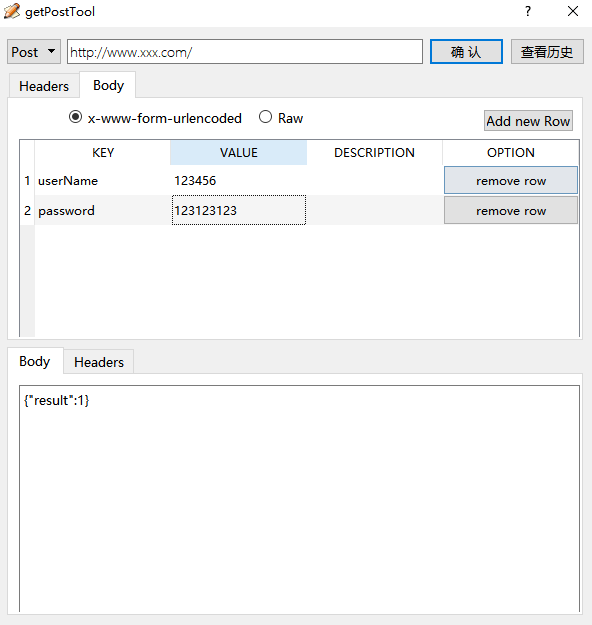 getPostTool ?
Post http://www.xxx.com/ 确 认 查看历史
Headers Body
x-www-form-urlencoded Raw Add new Row
KEY VALUE DESCRIPTION OPTION
1 userName 123456 remove row
2 password 123123123 remove row
Body Headers
{"result":1}